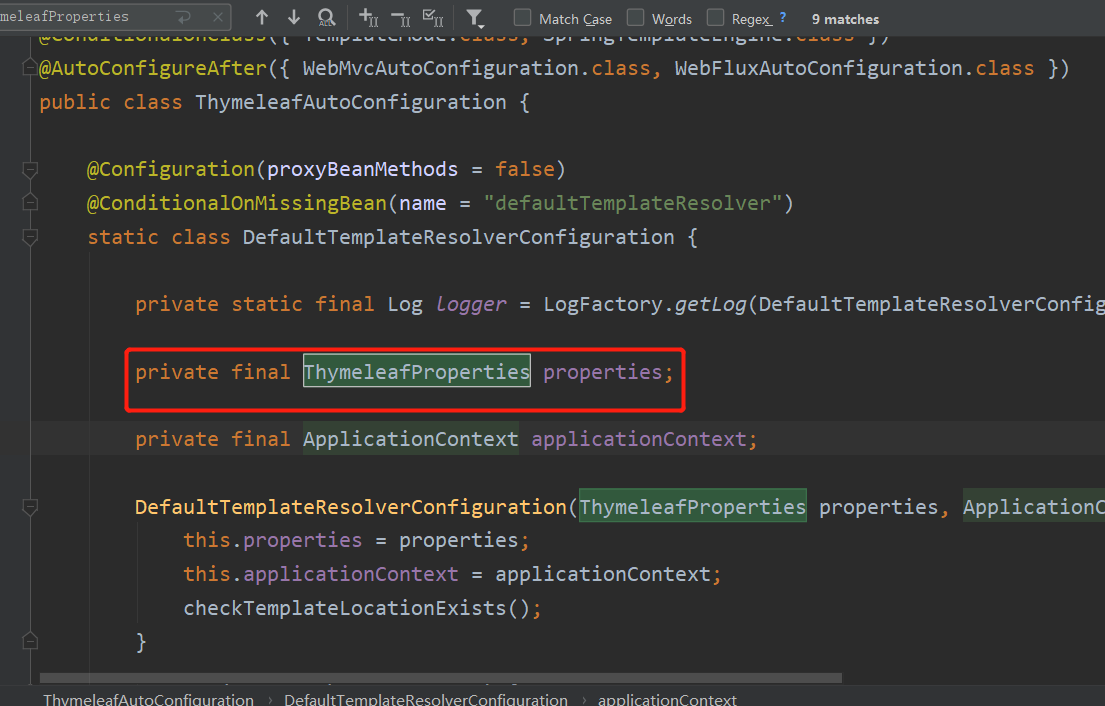 meleafProperties Match Case Words Regex ? 9 matches
@ConditionalOnClass({ TemplateMode.class, SpringTemplateEngine.class })
@AutoConfigureAfter({ WebMvcAutoConfiguration.class, WebFluxAutoConfiguration.class })
public class ThymeleafAutoConfiguration {
@Configuration(proxyBeanMethods = false)
@ConditionalOnMissingBean(name = "defaultTemplateResolver")
static class DefaultTemplateResolverConfiguration {
private static final Log logger = LogFactory.getLog(DefaultTemplateResolverConfig
private final ThymeleafProperties properties;
private final ApplicationContext applicationContext;
DefaultTemplateResolverConfiguration(ThymeleafProperties properties, ApplicationC
this.properties = properties;
this.applicationContext = applicationContext;
checkTemplateLocationExists();
}
ThymeleafAutoConfiguration › DefaultTemplateResolverConfiguration › applicationContext